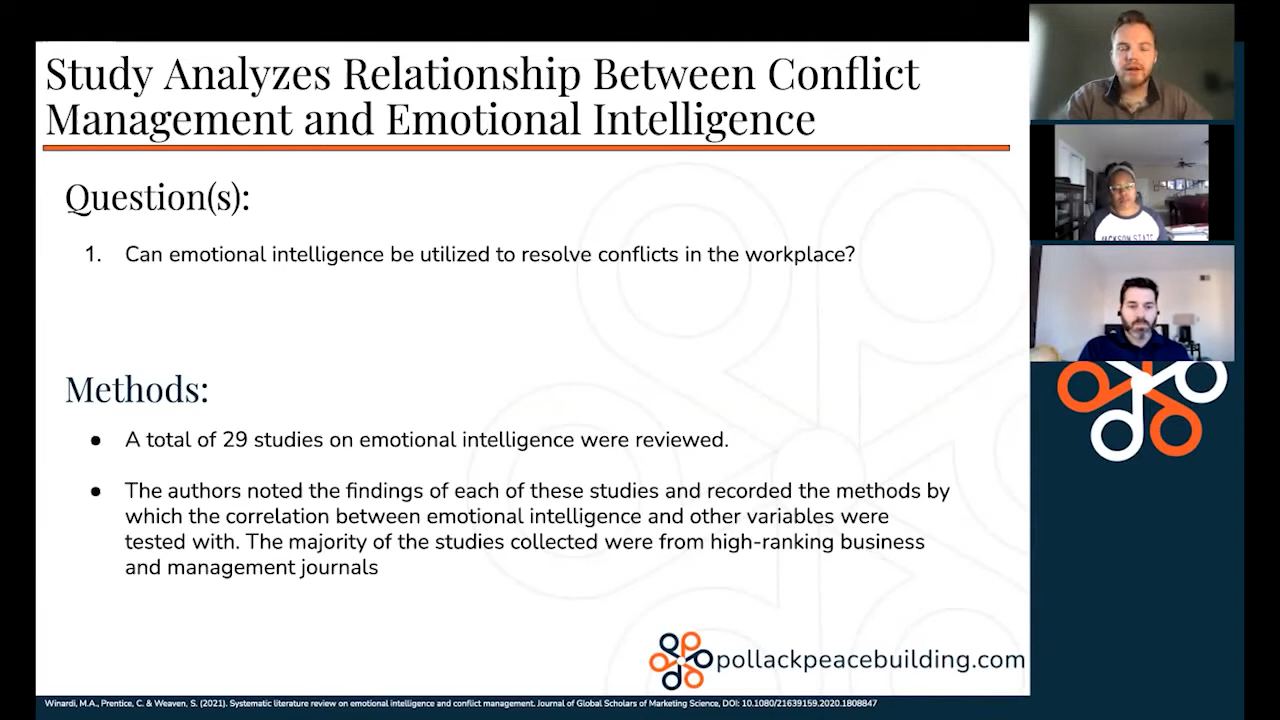 Study Analyzes Relationship Between Conflict
Management and Emotional Intelligence
Question(s):
1. Can emotional intelligence be utilized to resolve conflicts in the workplace?
Methods:
● A total of 29 studies on emotional intelligence were reviewed.
● The authors noted the findings of each of these studies and recorded the methods by
which the correlation between emotional intelligence and other variables were
tested with. The majority of the studies collected were from high-ranking business
and management journals
pollackpeacebuilding.com
Winardi, M.A., Prentice, C. & Weaven, S. (2021). Systematic literature review on emotional intelligence and conflict management. Journal of Global Scholars of Marketing Science, DOI: 10.1080/21639159.2020.1808847
JACKSON STATE